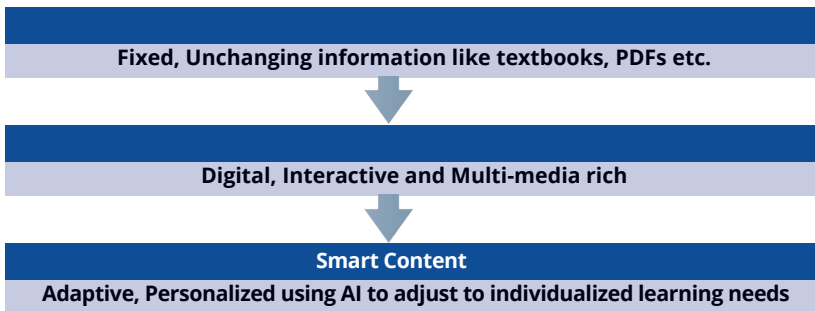 Fixed, Unchanging information like textbooks, PDFs etc.
Digital, Interactive and Multi-media rich
Smart Content
Adaptive, Personalized using AI to adjust to individualized learning needs